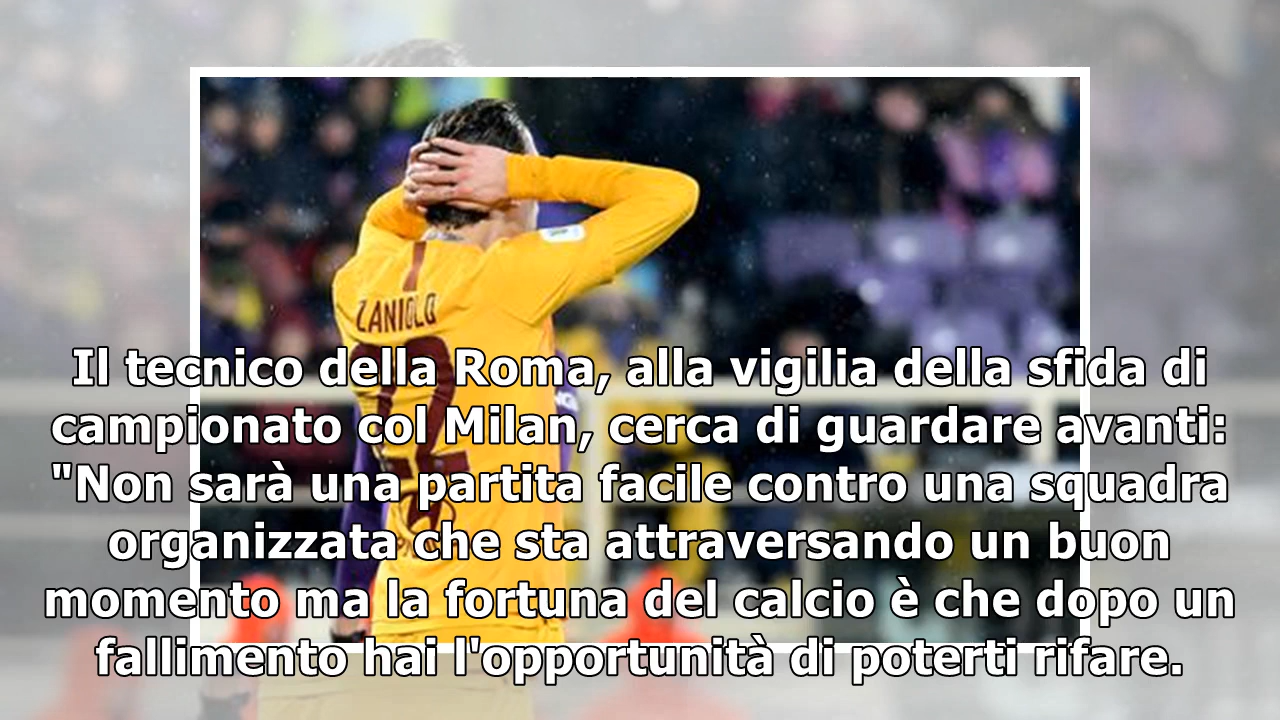 ZANIOLO
22
Il tecnico della Roma, alla vigilia della sfida di
campionato col Milan, cerca di guardare avanti:
"Non sarà una partita facile contro una squadra
organizzata che sta attraversando un buon
momento ma la fortuna del calcio è che dopo un
fallimento hai l'opportunità di poterti rifare.